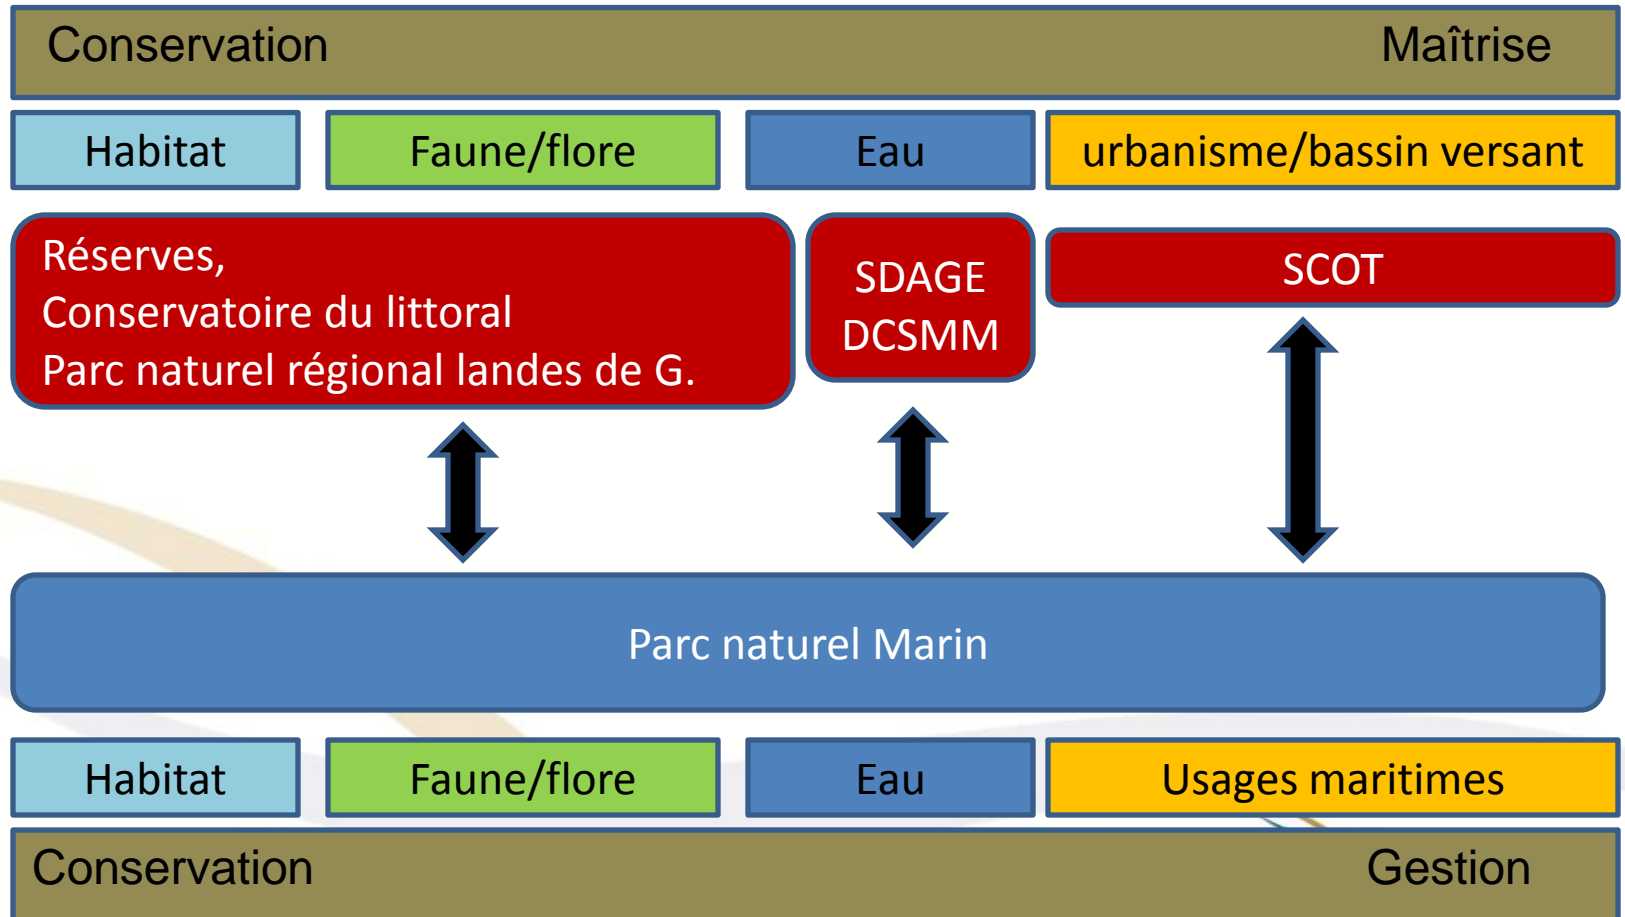 Conservation Maîtrise
Habitat Faune/flore Eau urbanisme/bassin versant
Réserves,
Conservatoire du littoral
Parc naturel régional landes de G.
SDAGE
DCSMM
SCOT
Parc naturel Marin
Habitat Faune/flore Eau Usages maritimes
Conservation Gestion